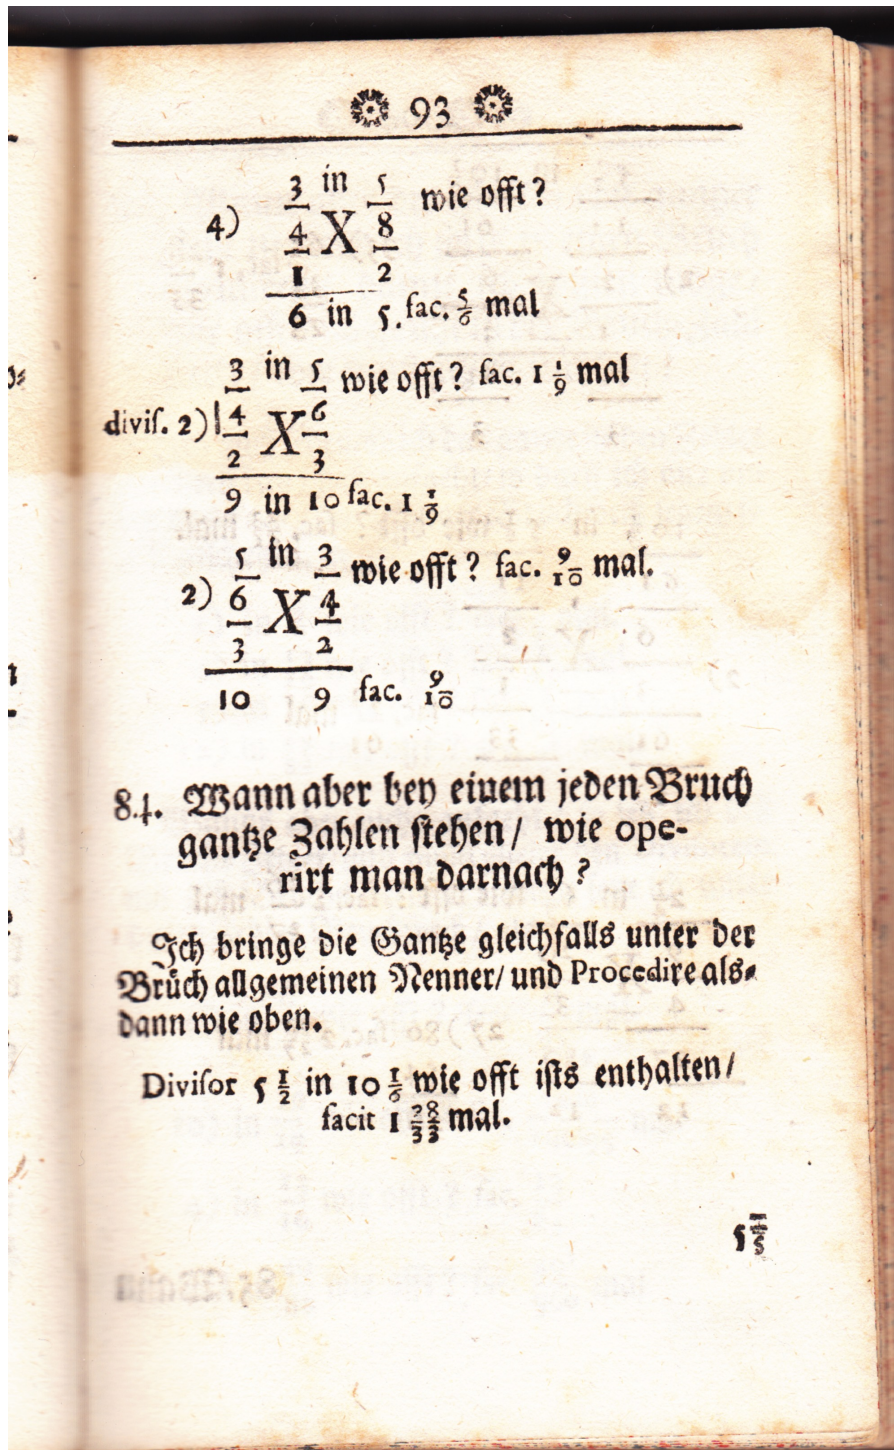 93
3 in 5 wie offt?
4) 4 X 8
1 2
6 in 5. fac. 5/6 mal
3 in 5 wie offt? fac. 1 1/9 mal
divis. 2) 4 X 6
2 3
9 in 10 fac. 1 1/9
5 in 3 wie offt? fac. 9/10 mal.
2) 6 X 4
3 2
10 9 fac. 9/10
84. Wann aber bey einem jeden Bruch
gantze Zahlen stehen / wie ope-
rirt man darnach?
Ich bringe die Gantze gleichfalls unter der
Brüch allgemeinen Nenner / und Procedire als-
dann wie oben.
Divisor 5 1/2 in 10 1/6 wie offt ists enthalten /
facit 1 28/33 mal.
5